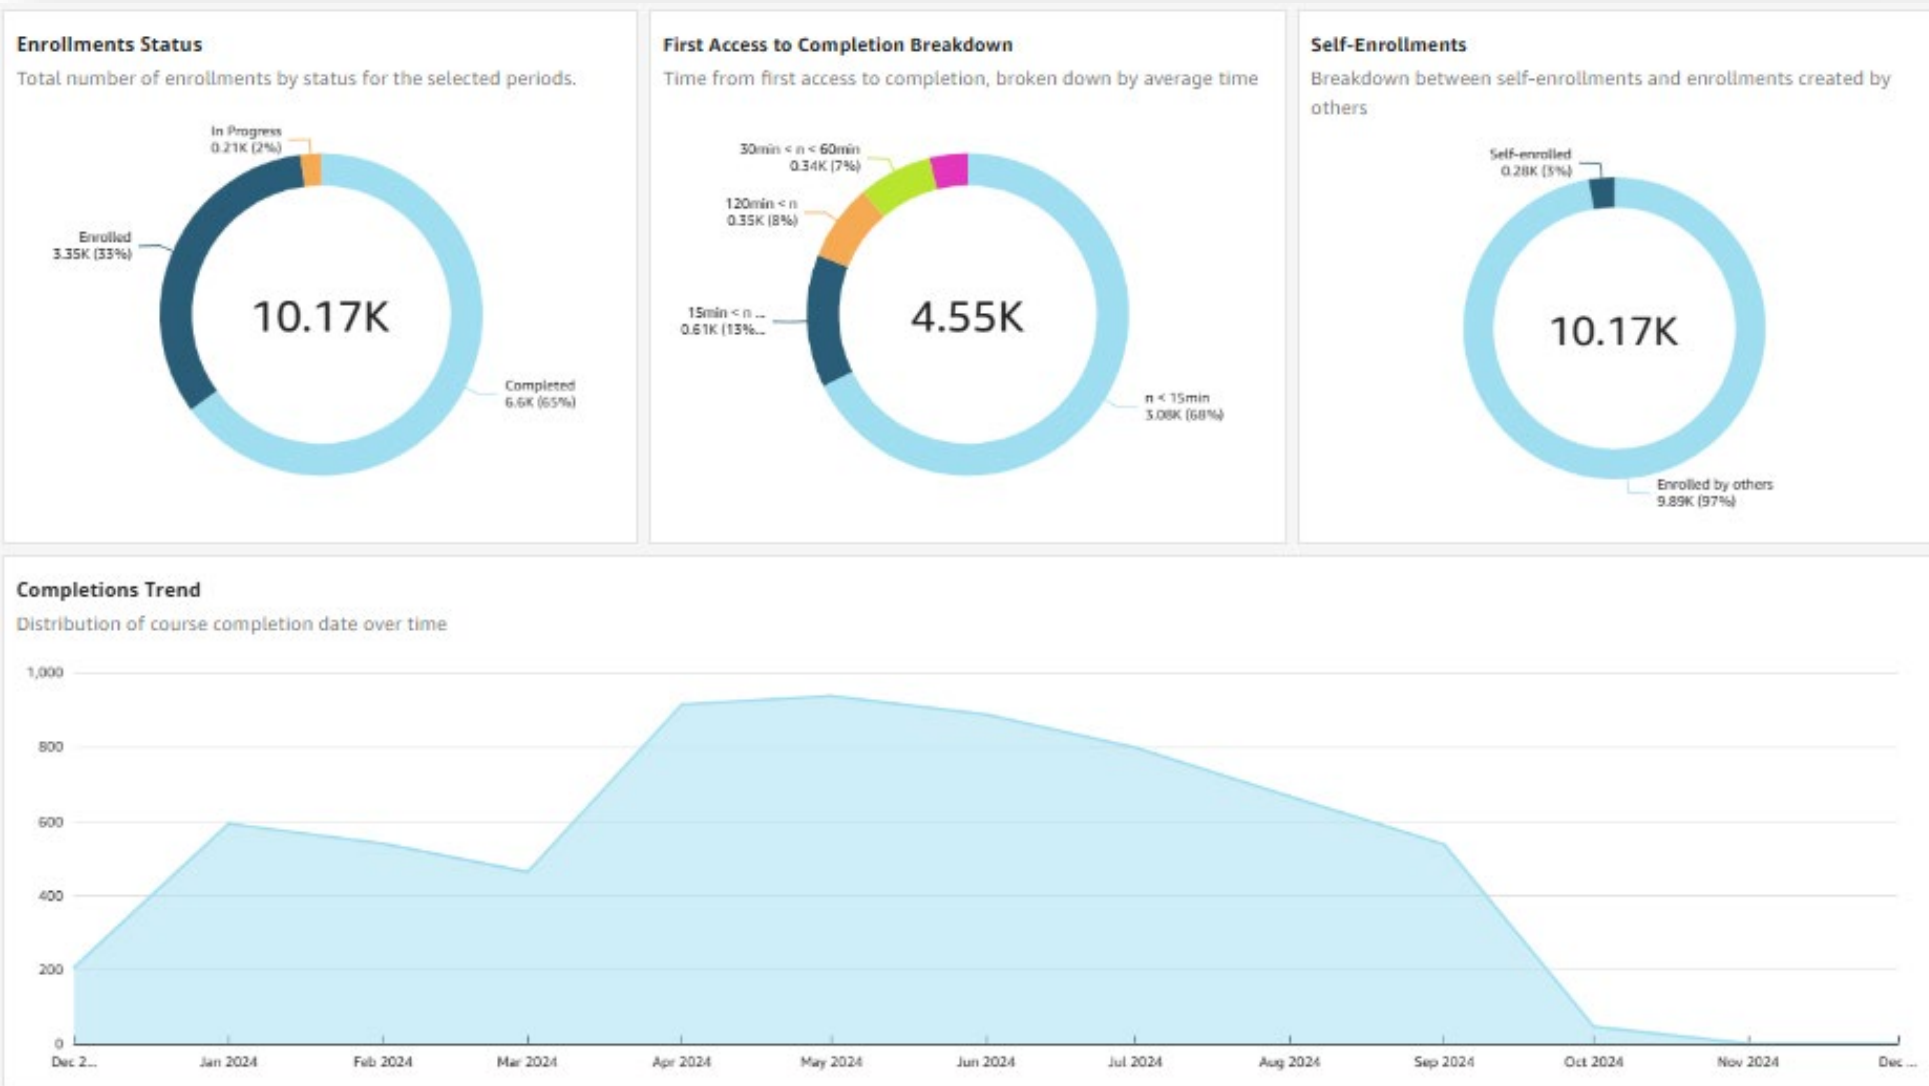 Enrollments Status
Total number of enrollments by status for the selected periods.
In Progress
0.21K (2%)
Enrolled
3.35K (33%)
10.17K
Completed
6.6K (65%)
First Access to Completion Breakdown
Time from first access to completion, broken down by average time
30min < n < 60min
0.34K (7%)
120min < n
0.35K (8%)
15min < n ...
0.61K (13%...
4.55K
n < 15min
3.08K (68%)
Self-Enrollments
Breakdown between self-enrollments and enrollments created by
others
Self-enrolled
0.28K (3%)
10.17K
Enrolled by others
9.89K (97%)
Completions Trend
Distribution of course completion date over time
1,000
800
600
400
200
0
Dec 2... Jan 2024 Feb 2024 Mar 2024 Apr 2024 May 2024 Jun 2024 Jul 2024 Aug 2024 Sep 2024 Oct 2024 Nov 2024 Dec ...